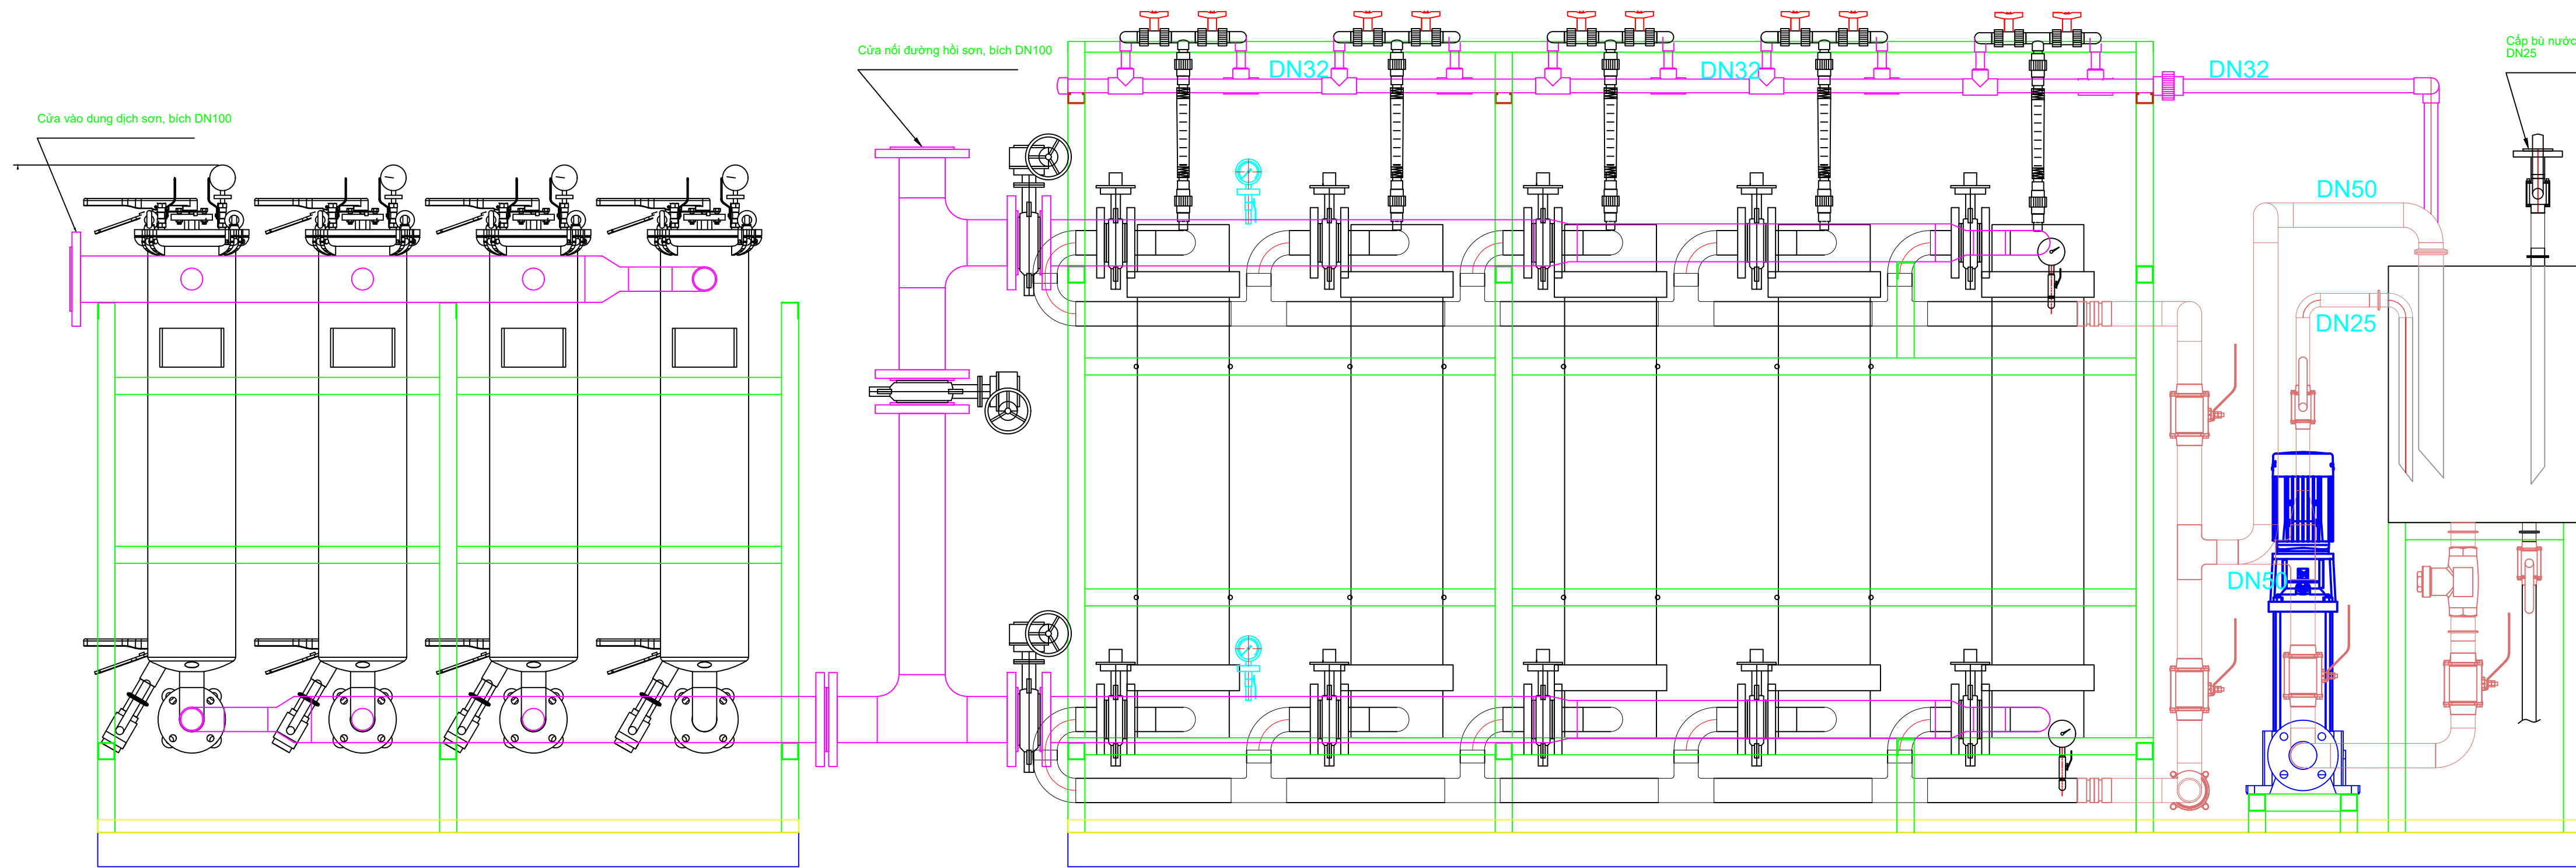 Cửa nối đường hồi sơn, bích DN100
Cấp bù nước
DN25
DN32
DN32
DN32
Cửa vào dung dịch sơn, bích DN100
DN50
DN25
DN50